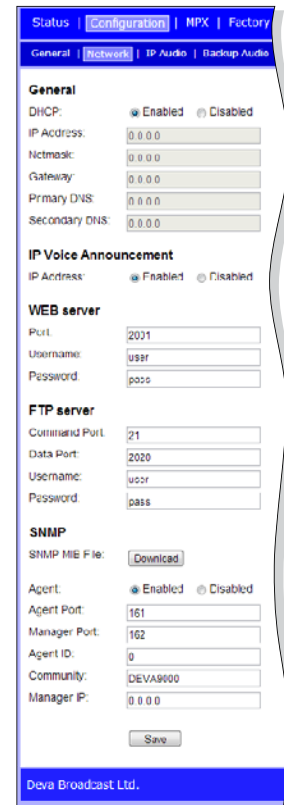 Status | Configuration | MPX | Factory
General | Network | IP Audio | Backup Audio
General
DHCP: Enabled Disabled
IP Address: 0.0.0.0
Netmask: 0.0.0.0
Gateway: 0.0.0.0
Primary DNS: 0.0.0.0
Secondary DNS: 0.0.0.0
IP Voice Announcement
IP Address: Enabled Disabled
WEB server
Port: 2001
Username: user
Password: pass
FTP server
Command Port: 21
Data Port: 2020
Username: user
Password: pass
SNMP
SNMP MIB File: Download
Agent: Enabled Disabled
Agent Port: 161
Manager Port: 162
Agent ID: 0
Community: DEVA9000
Manager IP: 0.0.0.0
Save
Deva Broadcast Ltd.